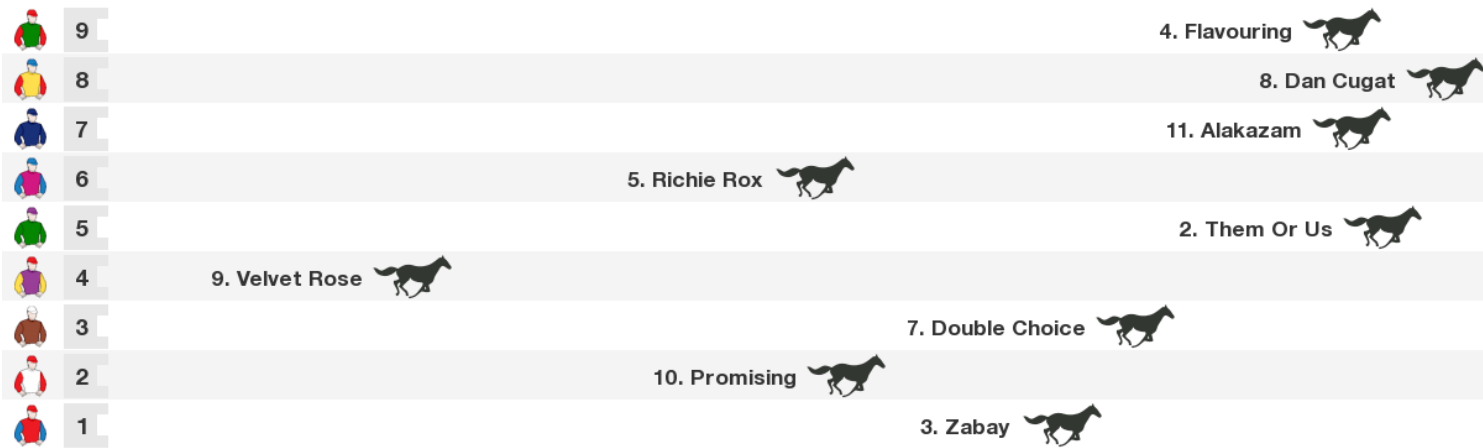 9 4. Flavouring
8 8. Dan Cugat
7 11. Alakazam
6 5. Richie Rox
5 2. Them Or Us
4 9. Velvet Rose
3 7. Double Choice
2 10. Promising
1 3. Zabay